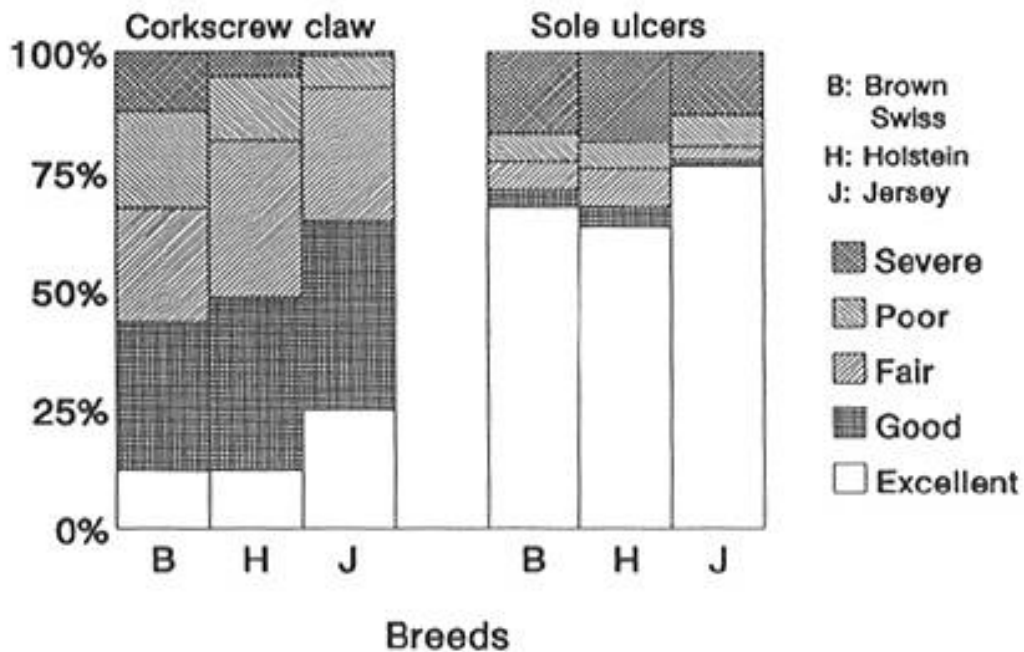 Corkscrew claw
Sole ulcers
100%
75%
50%
25%
0%
B H J
B H J
Breeds
B: Brown
Swiss
H: Holstein
J: Jersey
Severe
Poor
Fair
Good
Excellent